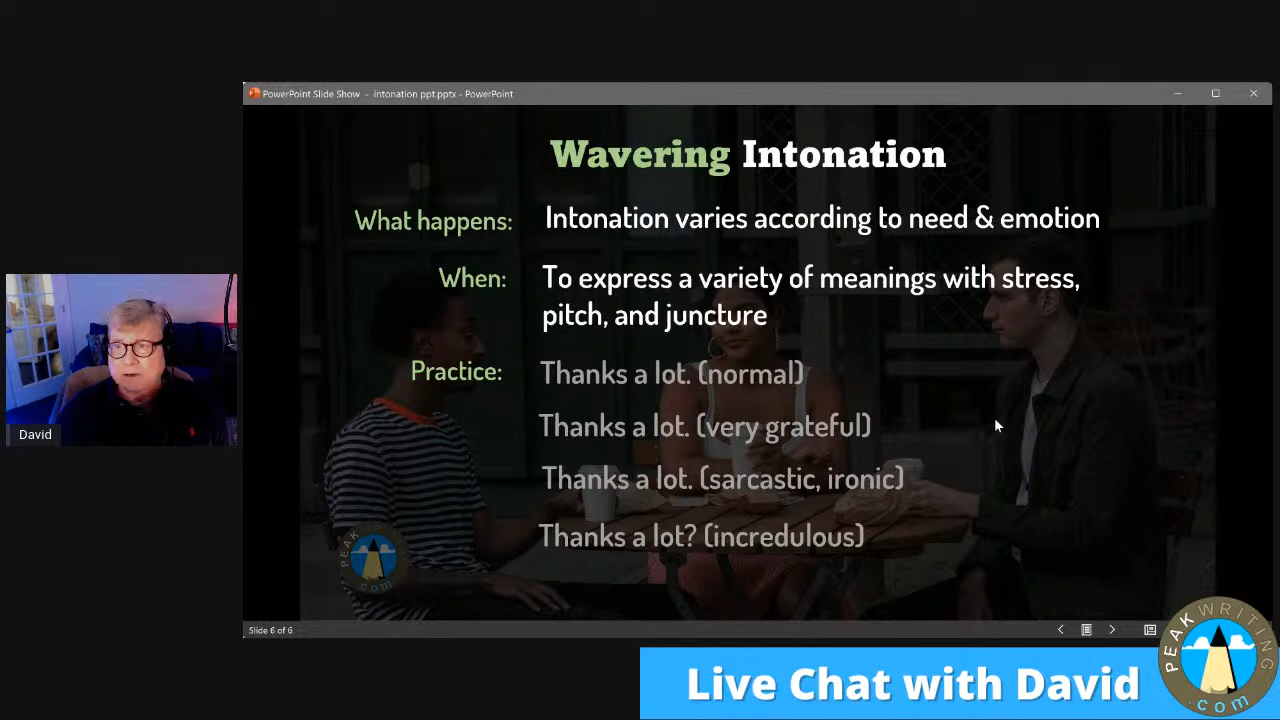 PowerPoint Slide Show - intonation ppt.pptx - PowerPoint
Wavering Intonation
What happens: Intonation varies according to need & emotion
When: To express a variety of meanings with stress,
pitch, and juncture
Practice: Thanks a lot. (normal)
Thanks a lot. (very grateful)
Thanks a lot. (sarcastic, ironic)
Thanks a lot? (incredulous)
David
PEAK
.com
Slide 6 of 6
PEAKWRITING
.com
Live Chat with David